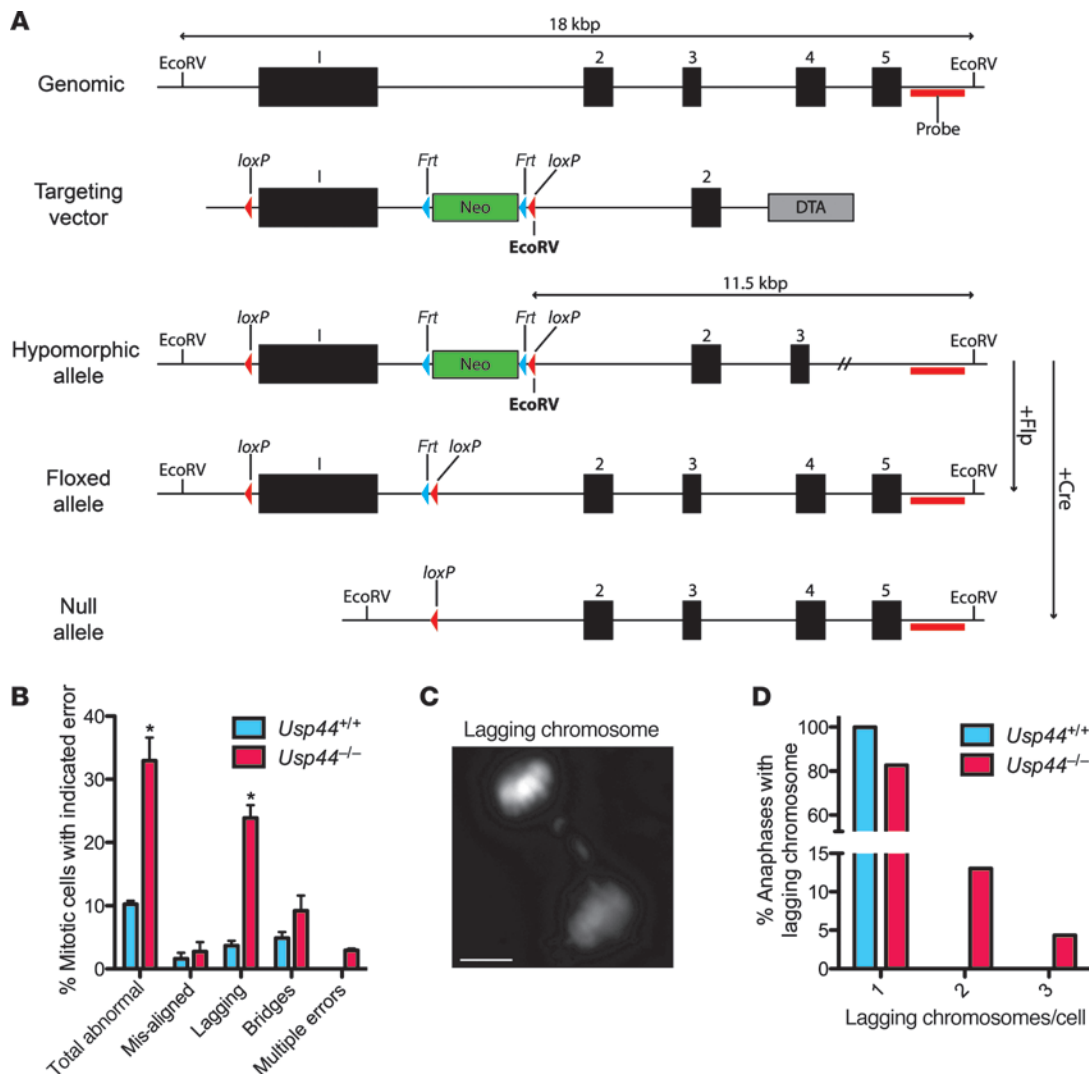 A
18 kbp
EcoRV I 2 3 4 5 EcoRV
Genomic
Probe
loxP I Frt Frt loxP 2
Targeting vector
Neo DTA
EcoRV
11.5 kbp
EcoRV loxP I Frt Frt loxP 2 3 EcoRV
Hypomorphic allele
Neo //
EcoRV
+Flp
+Cre
EcoRV loxP I Frt loxP 2 3 4 5 EcoRV
Floxed allele
EcoRV loxP 2 3 4 5 EcoRV
Null allele
B
% Mitotic cells with indicated error
40
30
20
10
0
Usp44+/+
Usp44–/–
* *
Total abnormal
Mis-aligned
Lagging
Bridges
Multiple errors
C
Lagging chromosome
D
% Anaphases with lagging chromosome
100
80
60
15
10
5
0
Usp44+/+
Usp44–/–
1 2 3
Lagging chromosomes/cell